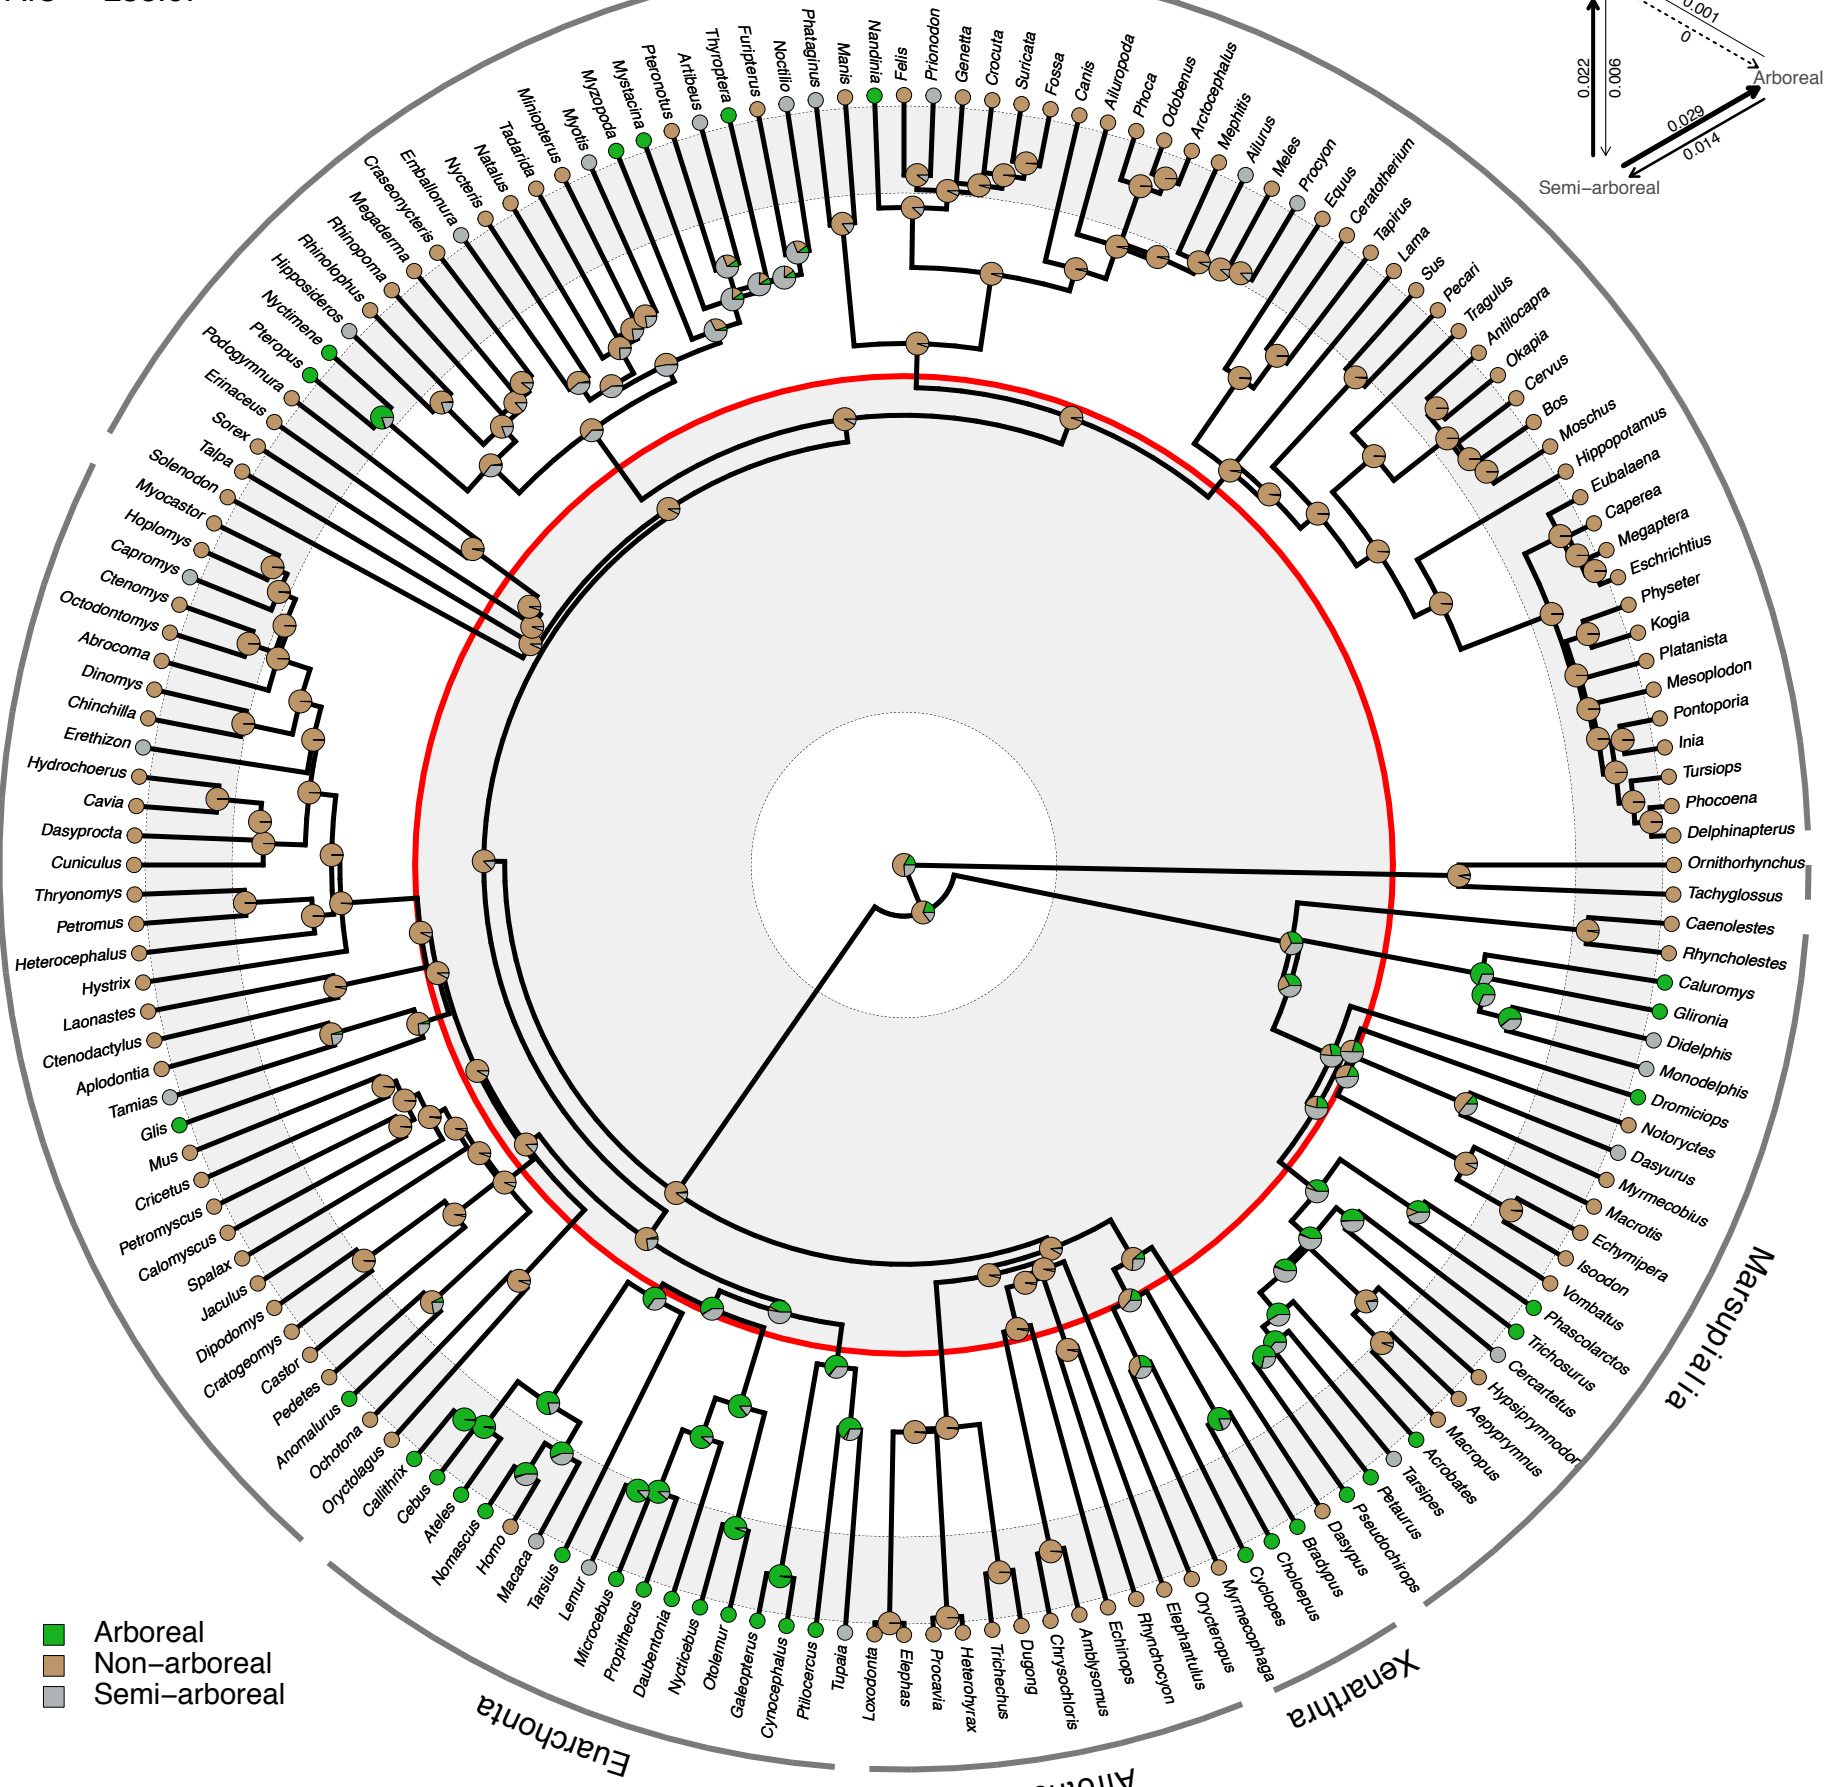 0.001
0
Arboreal
0.022
0.006
0.029
0.014
Semi-arboreal
Phataginus
Manis
Nandinia
Felis
Prionodon
Genetta
Crocuta
Suricata
Fossa
Canis
Ailuropoda
Phoca
Odobenus
Arctocephalus
Mephitis
Ailurus
Meles
Procyon
Equus
Ceratotherium
Tapirus
Lama
Sus
Pecari
Tragulus
Antilocapra
Okapia
Cervus
Bos
Moschus
Hippopotamus
Eubalaena
Caperea
Megaptera
Eschrichtius
Physeter
Kogia
Platanista
Mesoplodon
Pontoporia
Inia
Tursiops
Phocoena
Delphinapterus
Ornithorhynchus
Tachyglossus
Caenolestes
Rhyncholestes
Caluromys
Glironia
Didelphis
Monodelphis
Dromiciops
Notoryctes
Dasyurus
Myrmecobius
Macrotis
Echymipera
Isoodon
Vombatus
Phascolarctos
Trichosurus
Cercartetus
Hypsiprymnodon
Aepyprymnus
Macropus
Acrobates
Tarsipes
Petaurus
Pseudochirops
Dasypus
Bradypus
Choloepus
Cyclopes
Myrmecophaga
Orycteropus
Elephantulus
Rhynchocyon
Echinops
Amblysomus
Chrysochloris
Dugong
Trichechus
Heterohyrax
Procavia
Elephas
Loxodonta
Tupaia
Ptilocercus
Cynocephalus
Galeopterus
Otolemur
Nycticebus
Daubentonia
Propithecus
Microcebus
Lemur
Tarsius
Macaca
Homo
Nomascus
Ateles
Cebus
Callithrix
Oryctolagus
Ochotona
Anomalurus
Pedetes
Castor
Cratogeomys
Dipodomys
Jaculus
Spalax
Calomyscus
Petromyscus
Cricetus
Mus
Glis
Tamias
Aplodontia
Ctenodactylus
Laonastes
Hystrix
Heterocephalus
Petromus
Thryonomys
Cuniculus
Dasyprocta
Cavia
Hydrochoerus
Erethizon
Chinchilla
Dinomys
Abrocoma
Octodontomys
Ctenomys
Capromys
Hoplomys
Myocastor
Solenodon
Talpa
Sorex
Erinaceus
Podogymnura
Pteropus
Nyctimene
Hipposideros
Rhinolophus
Rhinopoma
Megaderma
Craseonycteris
Emballonura
Nycteris
Natalus
Tadarida
Miniopterus
Myotis
Myzopoda
Mystacina
Pteronotus
Artibeus
Thyroptera
Furipterus
Noctilio
Marsupialia
Xenarthra
Euarchonta
Arboreal
Non-arboreal
Semi-arboreal